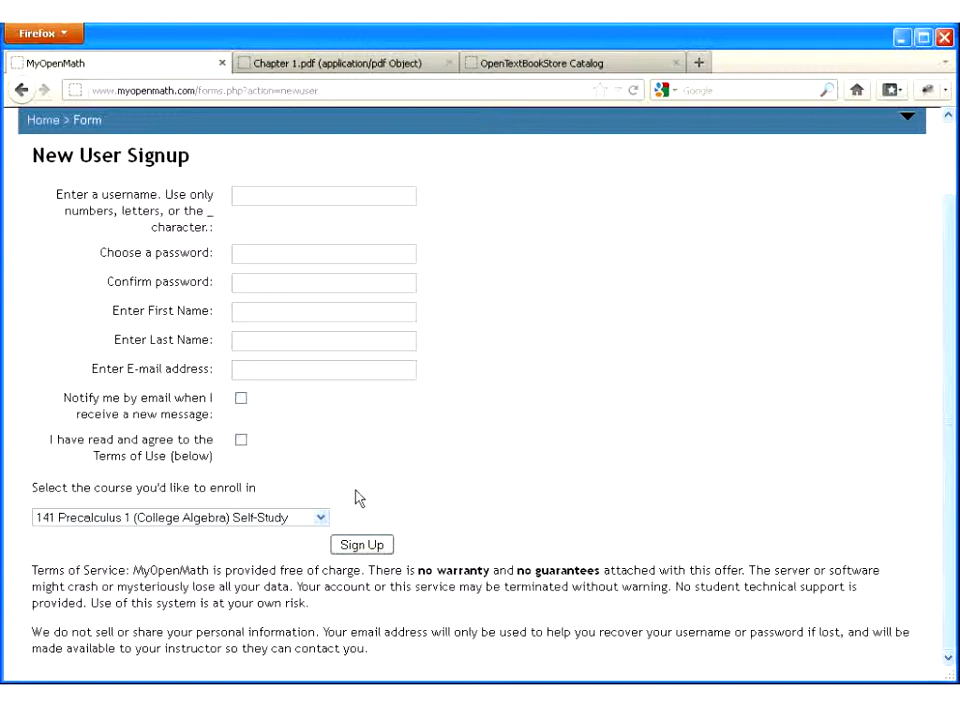 Firefox
MyOpenMath
Chapter 1.pdf (application/pdf Object)
OpenTextBookStore Catalog
www.myopenmath.com/forms.php?action=newuser
Google
Home > Form
New User Signup
Enter a username. Use only
numbers, letters, or the _
character.:
Choose a password:
Confirm password:
Enter First Name:
Enter Last Name:
Enter E-mail address:
Notify me by email when I
receive a new message:
I have read and agree to the
Terms of Use (below)
Select the course you'd like to enroll in
141 Precalculus 1 (College Algebra) Self-Study
Sign Up
Terms of Service: MyOpenMath is provided free of charge. There is no warranty and no guarantees attached with this offer. The server or software
might crash or mysteriously lose all your data. Your account or this service may be terminated without warning. No student technical support is
provided. Use of this system is at your own risk.
We do not sell or share your personal information. Your email address will only be used to help you recover your username or password if lost, and will be
made available to your instructor so they can contact you.